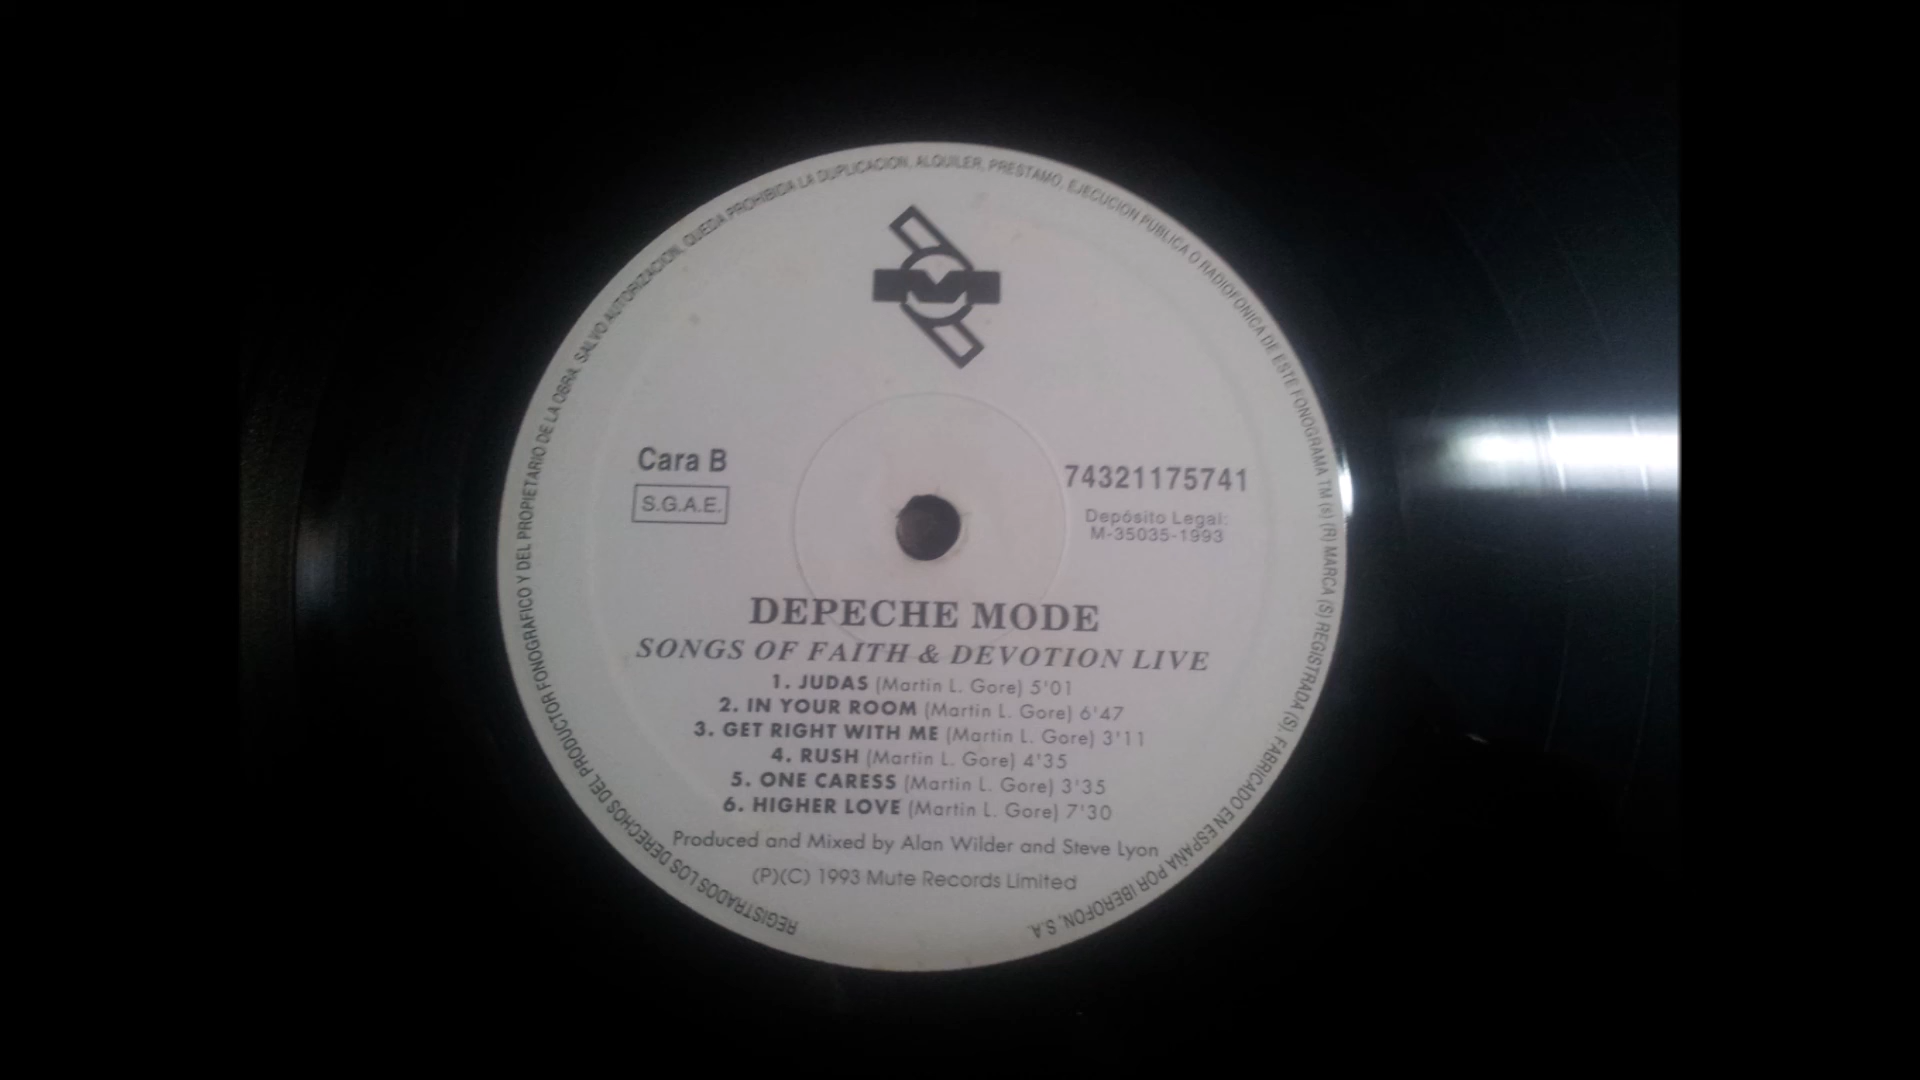 REGISTRADOS LOS DERECHOS DEL PRODUCTOR FONOGRAFICO Y DEL PROPIETARIO DE LA OBRA. SALVO AUTORIZACION, QUEDA PROHIBIDA LA DUPLICACION, ALQUILER, PRESTAMO, EJECUCION PUBLICA O RADIOFONICA DE ESTE FONOGRAMA TM (s) (R) MARCA (S) REGISTRADA (S). FABRICADO EN ESPAÑA POR IBEROFON, S.A.
Cara B
S.G.A.E.
74321175741
Depósito Legal:
M-35035-1993
DEPECHE MODE
SONGS OF FAITH & DEVOTION LIVE
1. JUDAS (Martin L. Gore) 5'01
2. IN YOUR ROOM (Martin L. Gore) 6'47
3. GET RIGHT WITH ME (Martin L. Gore) 3'11
4. RUSH (Martin L. Gore) 4'35
5. ONE CARESS (Martin L. Gore) 3'35
6. HIGHER LOVE (Martin L. Gore) 7'30
Produced and Mixed by Alan Wilder and Steve Lyon
(P)(C) 1993 Mute Records Limited